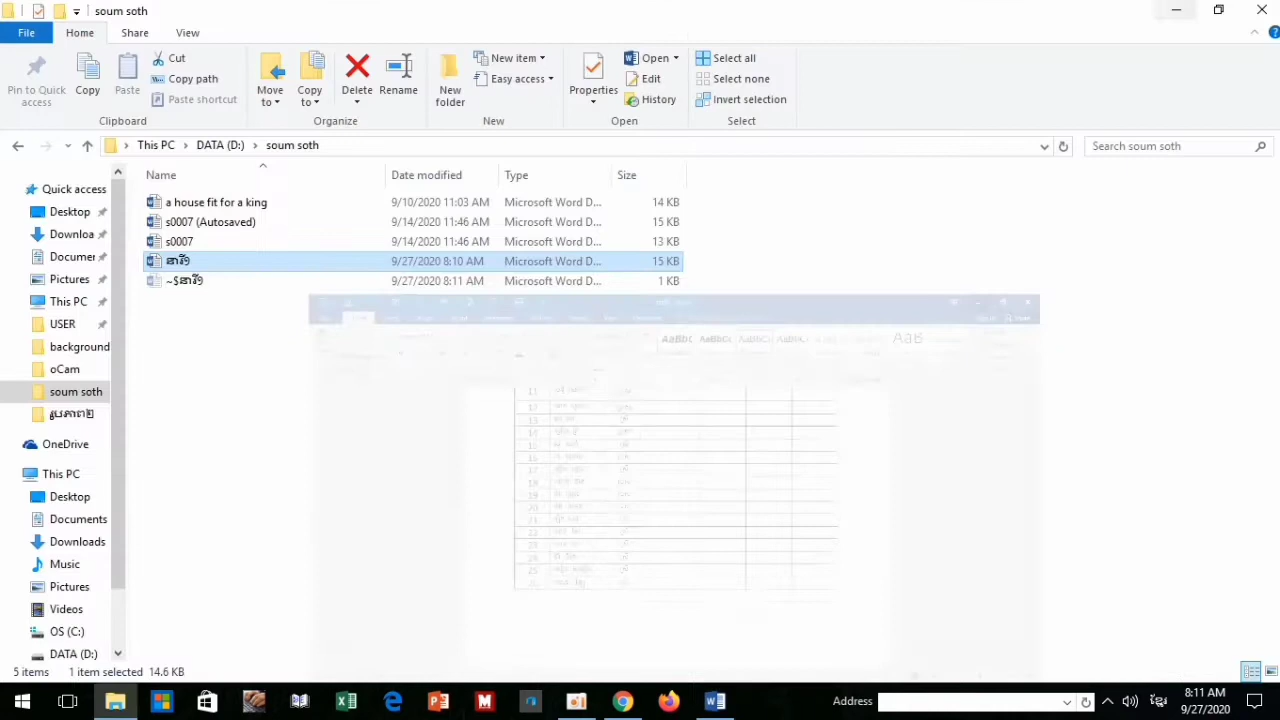 soum soth
File Home Share View
Pin to Quick access
Copy
Paste
Cut
Copy path
Paste shortcut
Clipboard
Move to
Copy to
Delete
Rename
Organize
New folder
New item
Easy access
New
Properties
Open
Edit
History
Open
Select all
Select none
Invert selection
Select
This PC DATA (D:) soum soth
Search soum soth
Name Date modified Type Size
a house fit for a king 9/10/2020 11:03 AM Microsoft Word D... 14 KB
s0007 (Autosaved) 9/14/2020 11:46 AM Microsoft Word D... 15 KB
s0007 9/14/2020 11:46 AM Microsoft Word D... 13 KB
9/27/2020 8:10 AM Microsoft Word D... 15 KB
9/27/2020 8:11 AM Microsoft Word D... 1 KB
Quick access
Desktop
Downloa
Documer
Pictures
This PC
USER
background
oCam
soum soth
រូបភាព២
OneDrive
This PC
Desktop
Documents
Downloads
Music
Pictures
Videos
OS (C:)
DATA (D:)
5 items 1 item selected 14.6 KB
Address
8:11 AM
9/27/2020